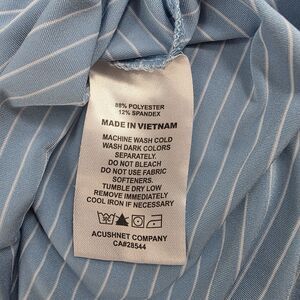 88% POLYESTER
12% SPANDEX
MADE IN VIETNAM
MACHINE WASH COLD
WASH DARK COLORS
SEPARATELY.
DO NOT BLEACH
DO NOT USE FABRIC
SOFTENERS.
TUMBLE DRY LOW
REMOVE IMMEDIATELY
COOL IRON IF NECESSARY
ACUSHNET COMPANY
CA#28544